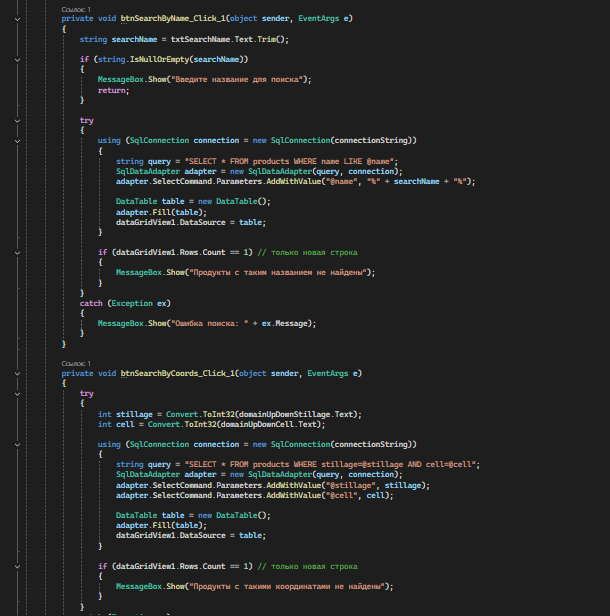 Ссылок: 1
private void btnSearchByName_Click_1(object sender, EventArgs e)
{
string searchName = txtSearchName.Text.Trim();
if (string.IsNullOrEmpty(searchName))
{
MessageBox.Show("Введите название для поиска");
return;
}
try
{
using (SqlConnection connection = new SqlConnection(connectionString))
{
string query = "SELECT * FROM products WHERE name LIKE @name";
SqlDataAdapter adapter = new SqlDataAdapter(query, connection);
adapter.SelectCommand.Parameters.AddWithValue("@name", "%" + searchName + "%");
DataTable table = new DataTable();
adapter.Fill(table);
dataGridView1.DataSource = table;
}
if (dataGridView1.Rows.Count == 1) // только новая строка
{
MessageBox.Show("Продукты с таким названием не найдены");
}
}
catch (Exception ex)
{
MessageBox.Show("Ошибка поиска: " + ex.Message);
}
}
Ссылок: 1
private void btnSearchByCoords_Click_1(object sender, EventArgs e)
{
try
{
int stillage = Convert.ToInt32(domainUpDownStillage.Text);
int cell = Convert.ToInt32(domainUpDownCell.Text);
using (SqlConnection connection = new SqlConnection(connectionString))
{
string query = "SELECT * FROM products WHERE stillage=@stillage AND cell=@cell";
SqlDataAdapter adapter = new SqlDataAdapter(query, connection);
adapter.SelectCommand.Parameters.AddWithValue("@stillage", stillage);
adapter.SelectCommand.Parameters.AddWithValue("@cell", cell);
DataTable table = new DataTable();
adapter.Fill(table);
dataGridView1.DataSource = table;
}
if (dataGridView1.Rows.Count == 1) // только новая строка
{
MessageBox.Show("Продукты с такими координатами не найдены");
}
}